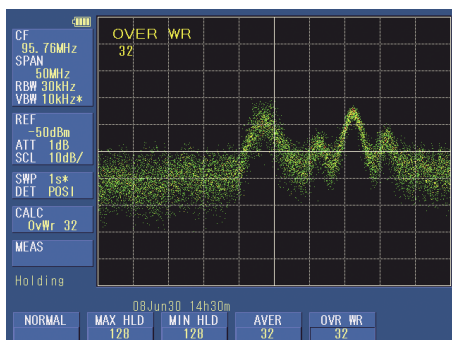 CF
95. 76MHz
SPAN
50MHz
RBW 30kHz
VBW 10kHz*
REF
-50dBm
ATT 1dB
SCL 10dB/
SWP 1s*
DET POSI
CALC
OvWr 32
MEAS
Holding
OVER WR
32
08Jun30 14h30m
NORMAL
MAX HLD
128
MIN HLD
128
AVER
32
OVR WR
32